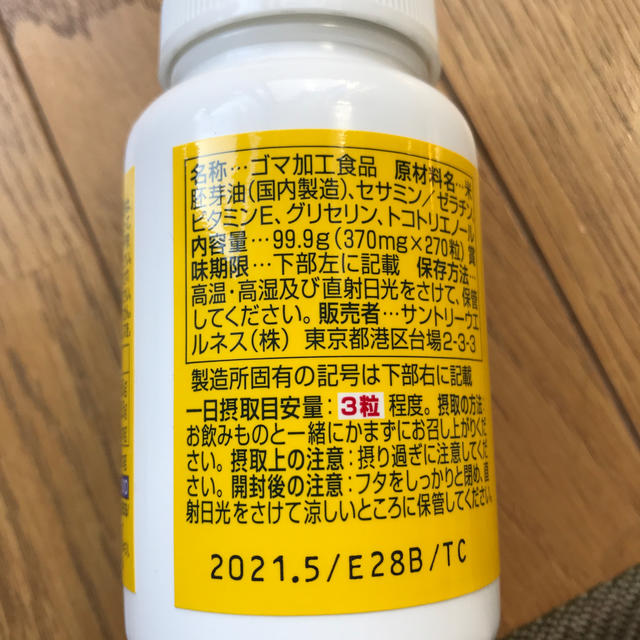 名称…ゴマ加工食品 原材料名…米
胚芽油(国内製造)、セサミン/ゼラチン、
ビタミンE、グリセリン、トコトリエノール
内容量…99.9g(370mg×270粒) 賞
味期限…下部左に記載 保存方法…
高温・高湿及び直射日光をさけて、保管
してください。販売者…サントリーウエ
ルネス(株) 東京都港区台場2-3-3
製造所固有の記号は下部右に記載
一日摂取目安量:3粒程度。摂取の方法:
お飲みものと一緒にかまずにお召し上がりくだ
さい。摂取上の注意:摂り過ぎに注意してくだ
さい。開封後の注意:フタをしっかりと閉め、直
射日光をさけて涼しいところに保管してください。
2021.5/E28B/TC